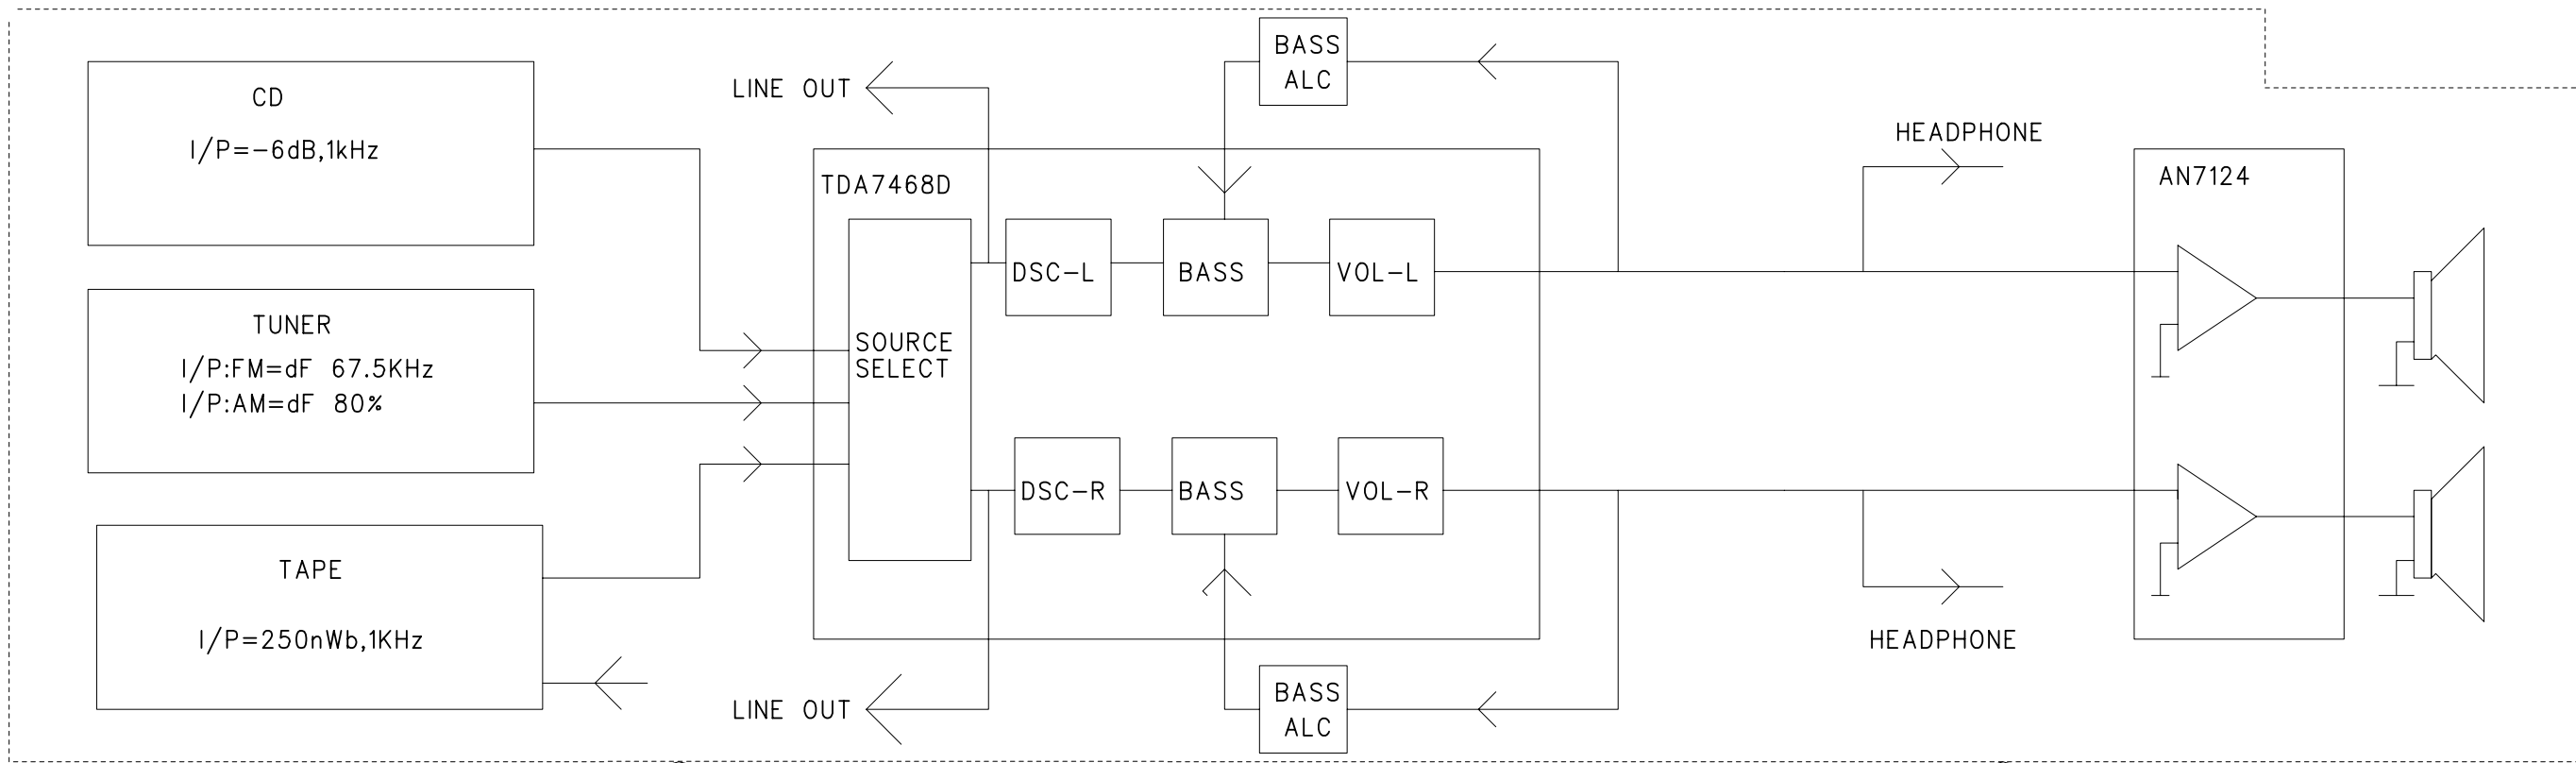 CD
I/P=-6dB,1kHz
TUNER
I/P:FM=dF 67.5KHz
I/P:AM=dF 80%
TAPE
I/P=250nWb,1KHz
LINE OUT
BASS
ALC
TDA7468D
SOURCE
SELECT
DSC-L
BASS
VOL-L
DSC-R
BASS
VOL-R
LINE OUT
BASS
ALC
HEADPHONE
HEADPHONE
AN7124